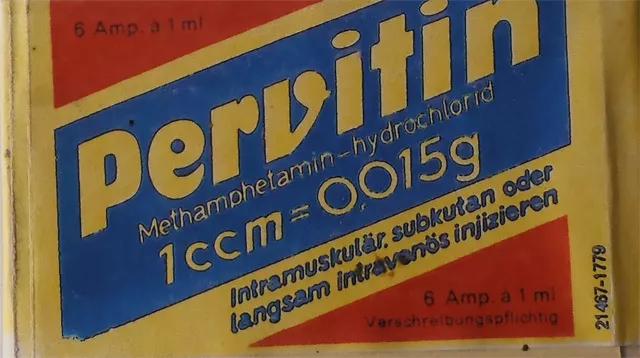 6 Amp. à 1 ml
Pervitin
Methamphetamin-hydrochlorid
1 ccm = 0,015g
Intramuskulär, subkutan oder
langsam intravenös injizieren
6 Amp. à 1 ml
Verschreibungspflichtig
21467-1779